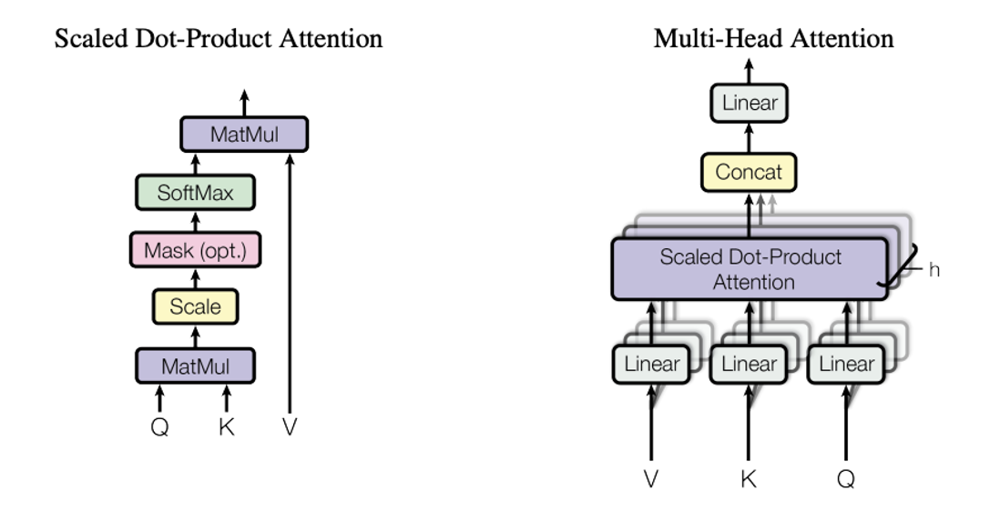 Scaled Dot-Product Attention
MatMul
SoftMax
Mask (opt.)
Scale
MatMul
Q K V
Multi-Head Attention
Linear
Concat
Scaled Dot-Product
Attention
h
Linear Linear Linear
V K Q